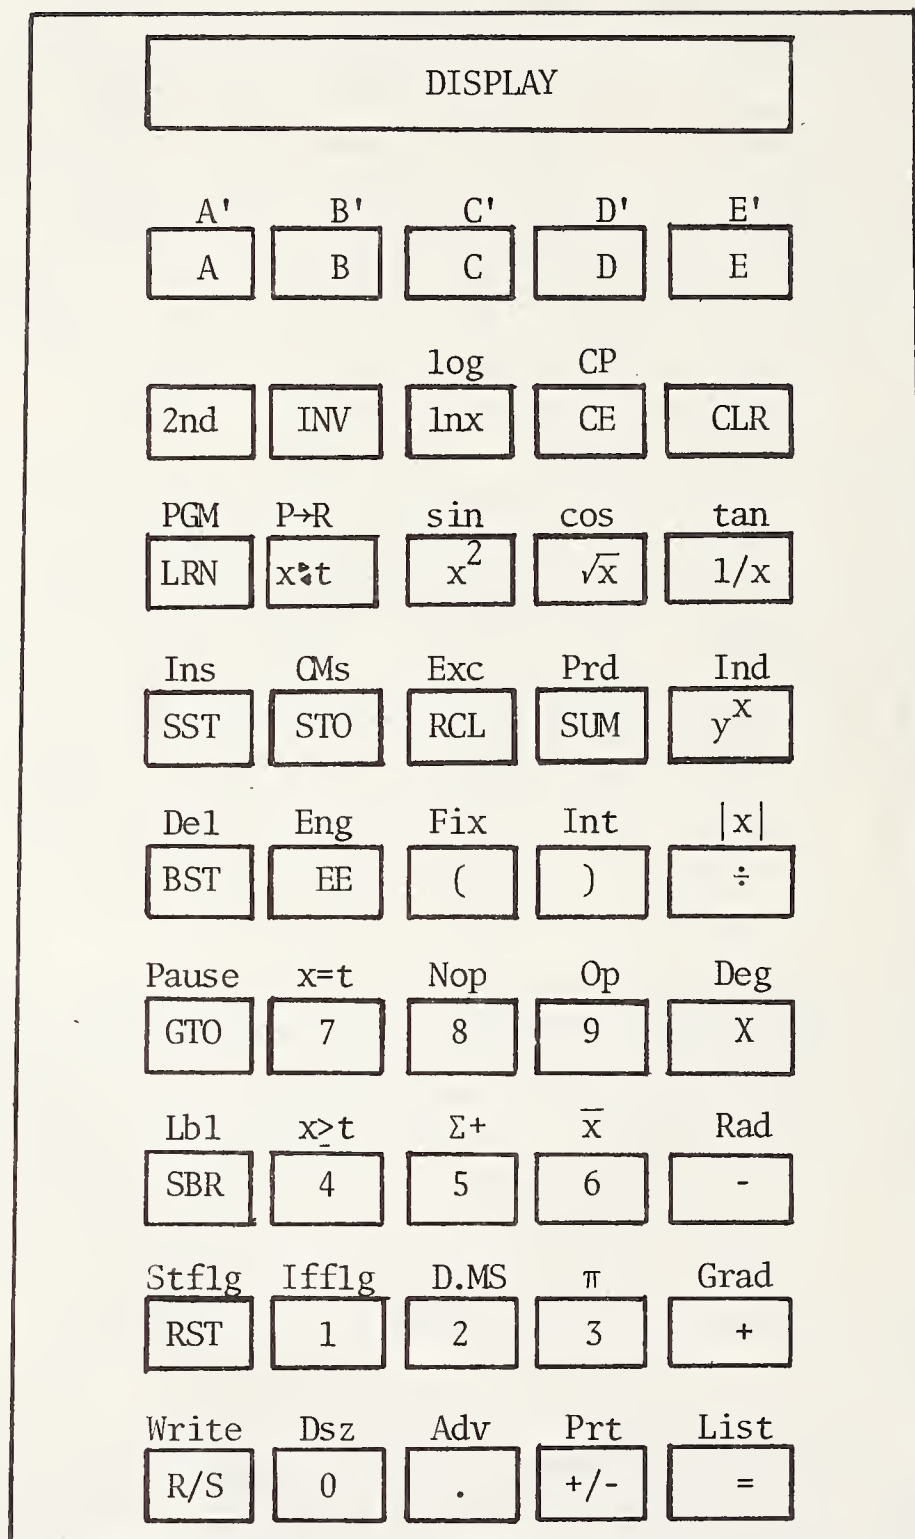 DISPLAY
A' B' C' D' E'
A B C D E
log CP
2nd INV lnx CE CLR
PGM P→R sin cos tan
LRN x⇄t x² √x 1/x
Ins CMs Exc Prd Ind
SST STO RCL SUM yˣ
Del Eng Fix Int |x|
BST EE ( ) ÷
Pause x=t Nop Op Deg
GTO 7 8 9 X
Lbl x≥t Σ+ x̄ Rad
SBR 4 5 6 -
Stflg Ifflg D.MS π Grad
RST 1 2 3 +
Write Dsz Adv Prt List
R/S 0 . +/- =